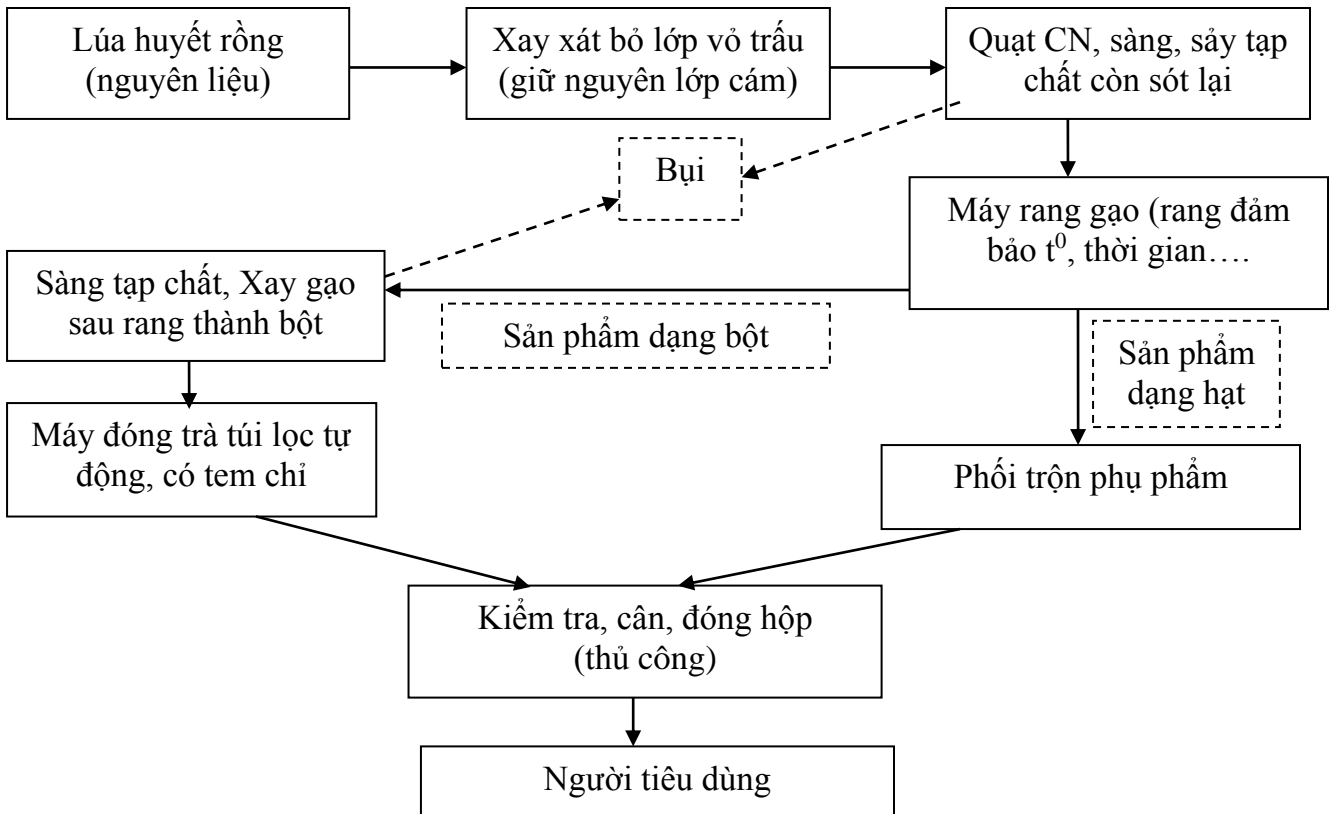 Lúa huyết rồng
(nguyên liệu)
Xay xát bỏ lớp vỏ trấu
(giữ nguyên lớp cám)
Quạt CN, sàng, sảy tạp
chất còn sót lại
Bụi
Máy rang gạo (rang đảm
bảo t⁰, thời gian….
Sàng tạp chất, Xay gạo
sau rang thành bột
Sản phẩm dạng bột
Sản phẩm
dạng hạt
Máy đóng trà túi lọc tự
động, có tem chỉ
Phối trộn phụ phẩm
Kiểm tra, cân, đóng hộp
(thủ công)
Người tiêu dùng